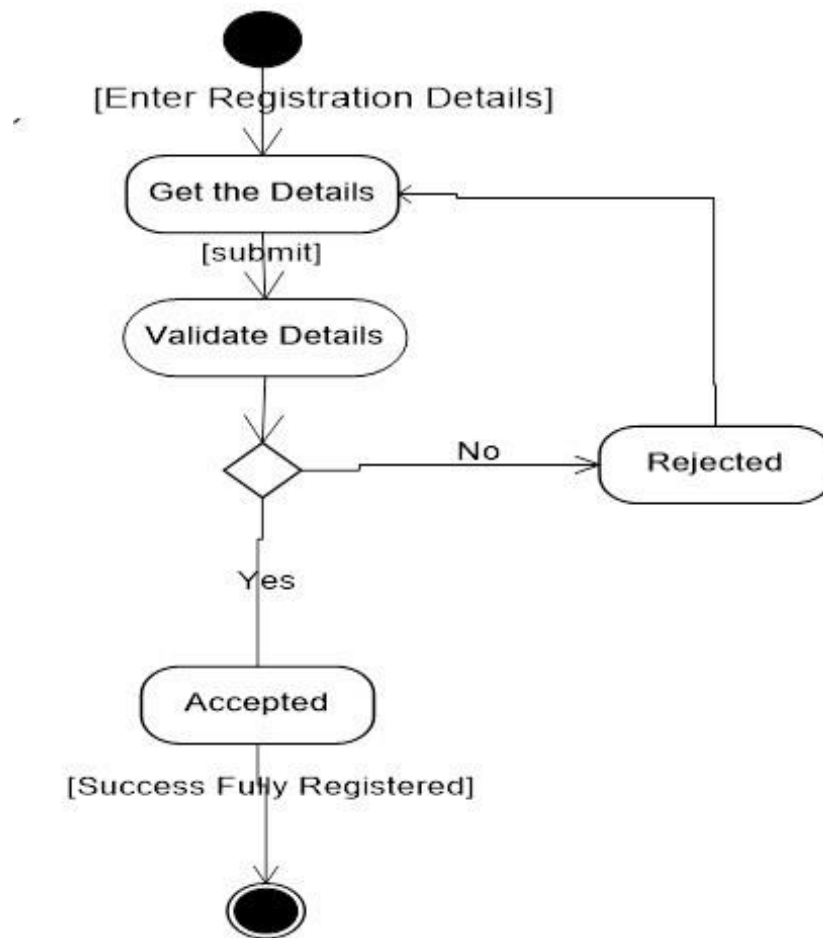 [Enter Registration Details]
Get the Details
[submit]
Validate Details
No
Rejected
Yes
Accepted
[Success Fully Registered]